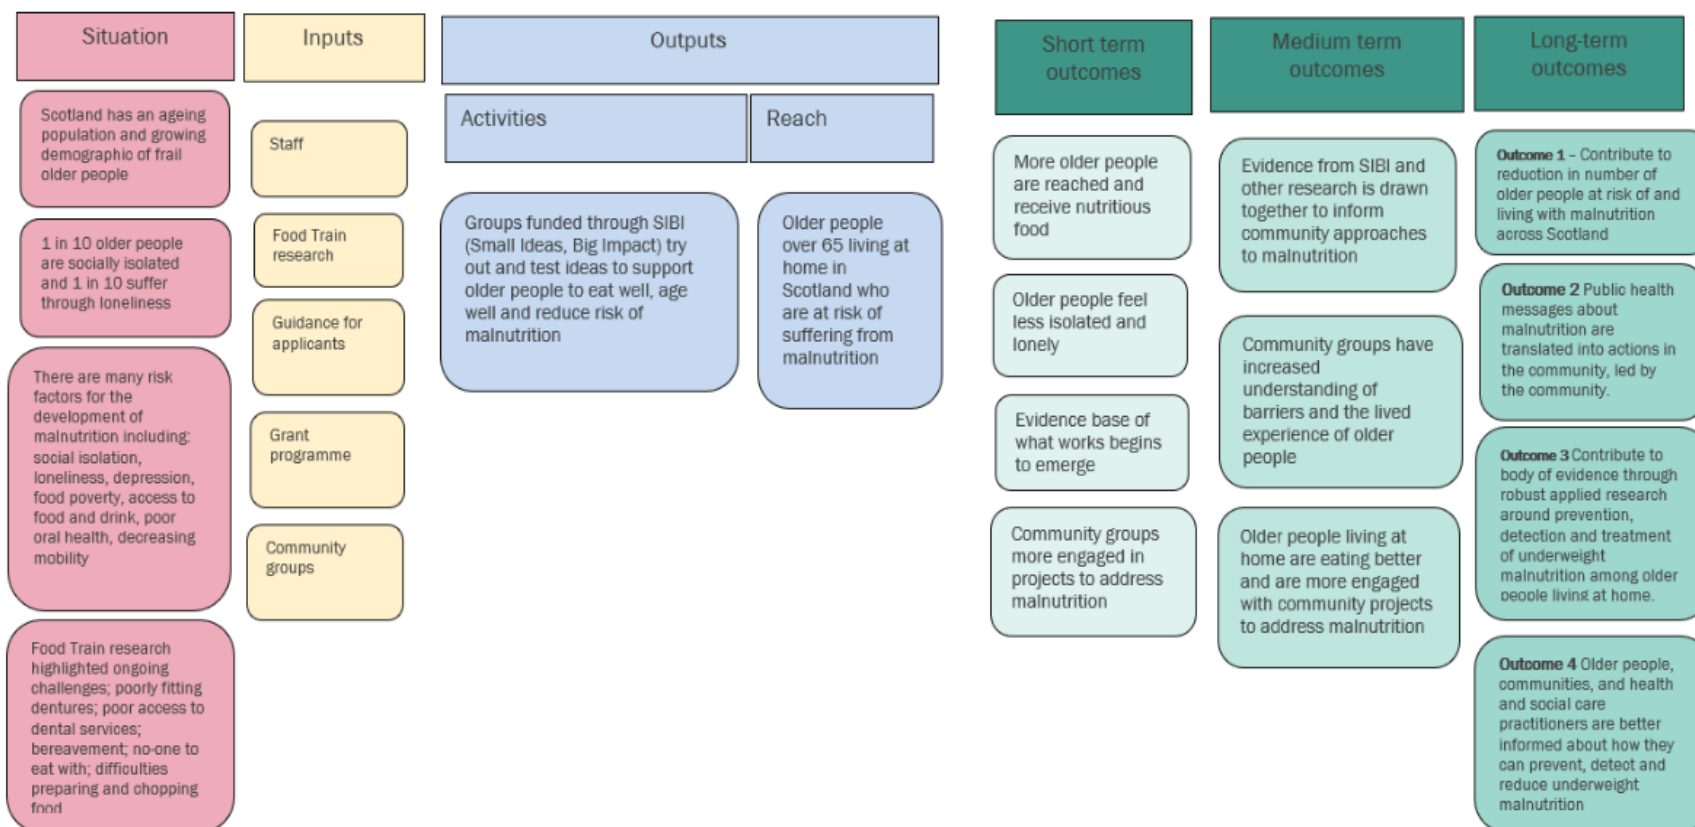 Situation
Scotland has an ageing
population and growing
demographic of frail
older people
1 in 10 older people
are socially isolated
and 1 in 10 suffer
through loneliness
There are many risk
factors for the
development of
malnutrition including:
social isolation,
loneliness, depression,
food poverty, access to
food and drink, poor
oral health, decreasing
mobility
Food Train research
highlighted ongoing
challenges; poorly fitting
dentures; poor access to
dental services;
bereavement; no-one to
eat with; difficulties
preparing and chopping
food
Inputs
Staff
Food Train
research
Guidance for
applicants
Grant
programme
Community
groups
Outputs
Activities
Groups funded through SIBI
(Small Ideas, Big Impact) try
out and test ideas to support
older people to eat well, age
well and reduce risk of
malnutrition
Reach
Older people
over 65 living at
home in
Scotland who
are at risk of
suffering from
malnutrition
Short term
outcomes
More older people
are reached and
receive nutritious
food
Older people feel
less isolated and
lonely
Evidence base of
what works begins
to emerge
Community groups
more engaged in
projects to address
malnutrition
Medium term
outcomes
Evidence from SIBI and
other research is drawn
together to inform
community approaches
to malnutrition
Community groups have
increased
understanding of
barriers and the lived
experience of older
people
Older people living at
home are eating better
and are more engaged
with community projects
to address malnutrition
Long-term
outcomes
Outcome 1 – Contribute to
reduction in number of
older people at risk of and
living with malnutrition
across Scotland
Outcome 2 Public health
messages about
malnutrition are
translated into actions in
the community, led by
the community.
Outcome 3 Contribute to
body of evidence through
robust applied research
around prevention,
detection and treatment
of underweight
malnutrition among older
people living at home.
Outcome 4 Older people,
communities, and health
and social care
practitioners are better
informed about how they
can prevent, detect and
reduce underweight
malnutrition